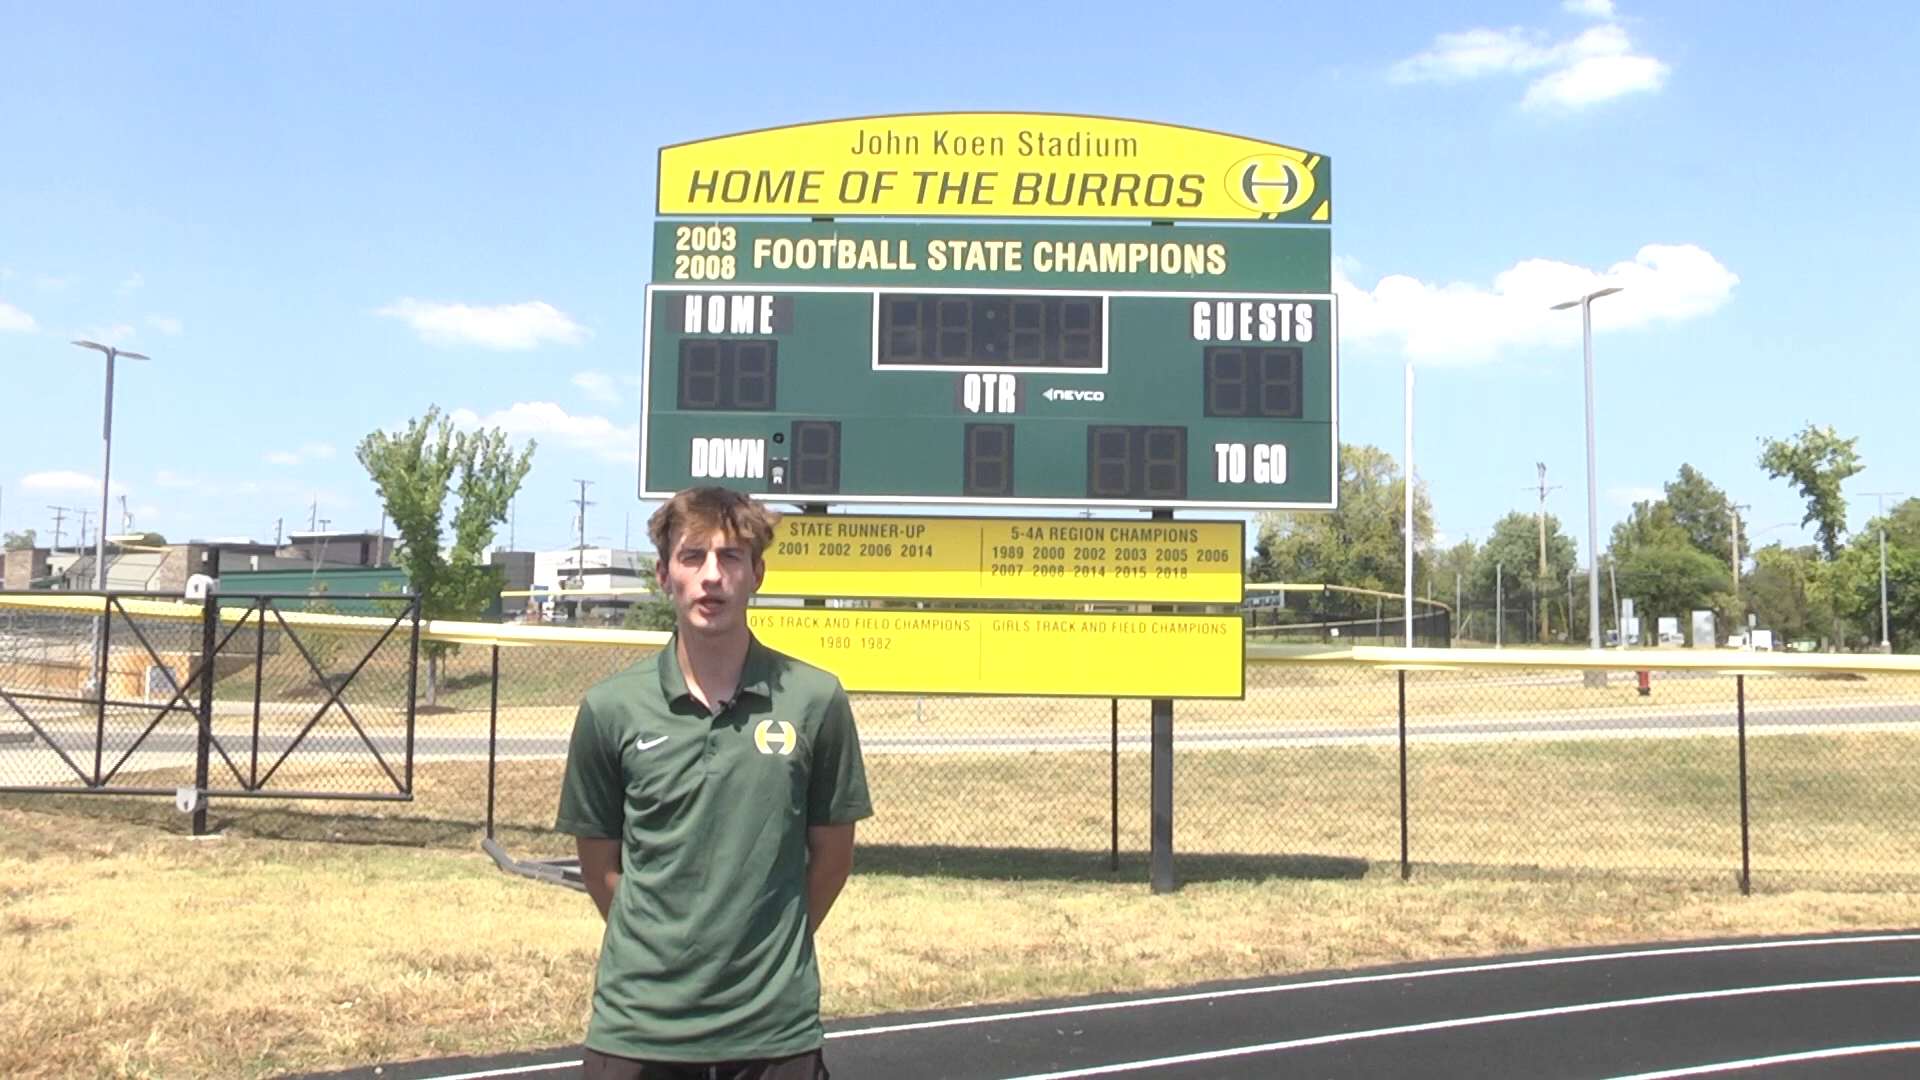 John Koen Stadium
HOME OF THE BURROS
H
2003
2008
FOOTBALL STATE CHAMPIONS
HOME
GUESTS
QTR
NEVCO
DOWN
TO GO
STATE RUNNER-UP
2001 2002 2006 2014
5-4A REGION CHAMPIONS
1989 2000 2002 2003 2005 2006
2007 2008 2014 2015 2018
OYS TRACK AND FIELD CHAMPIONS
1980 1982
GIRLS TRACK AND FIELD CHAMPIONS
H